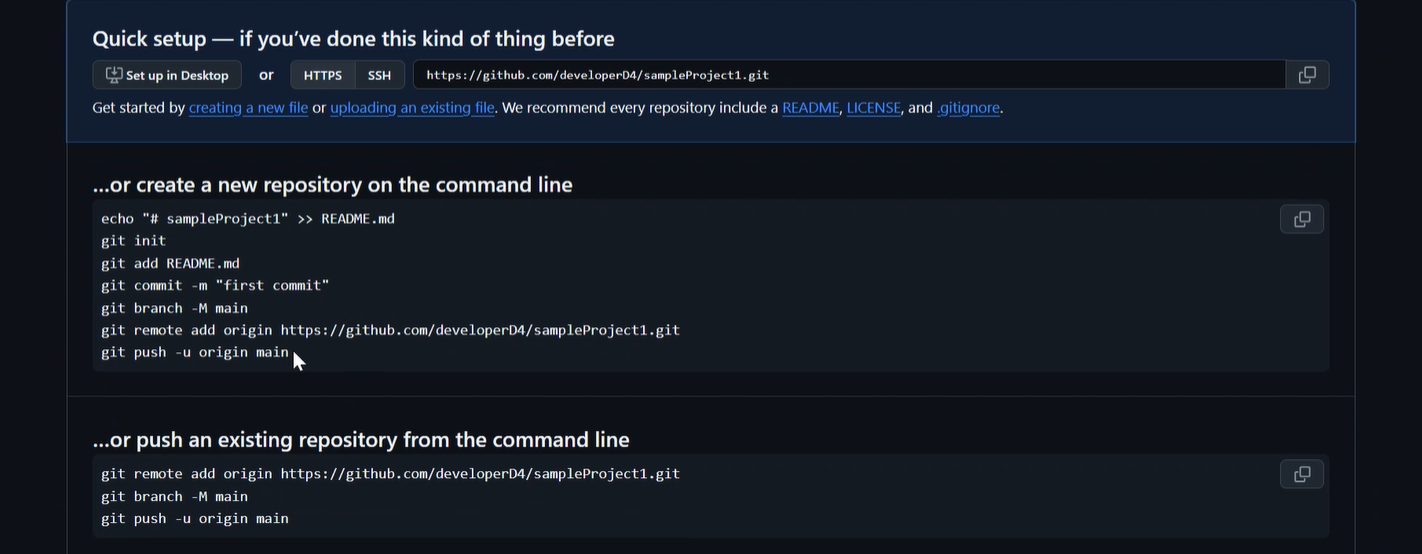 Quick setup — if you've done this kind of thing before
Set up in Desktop or HTTPS SSH https://github.com/developerD4/sampleProject1.git
Get started by creating a new file or uploading an existing file. We recommend every repository include a README, LICENSE, and .gitignore.
...or create a new repository on the command line
echo "# sampleProject1" >> README.md
git init
git add README.md
git commit -m "first commit"
git branch -M main
git remote add origin https://github.com/developerD4/sampleProject1.git
git push -u origin main
...or push an existing repository from the command line
git remote add origin https://github.com/developerD4/sampleProject1.git
git branch -M main
git push -u origin main